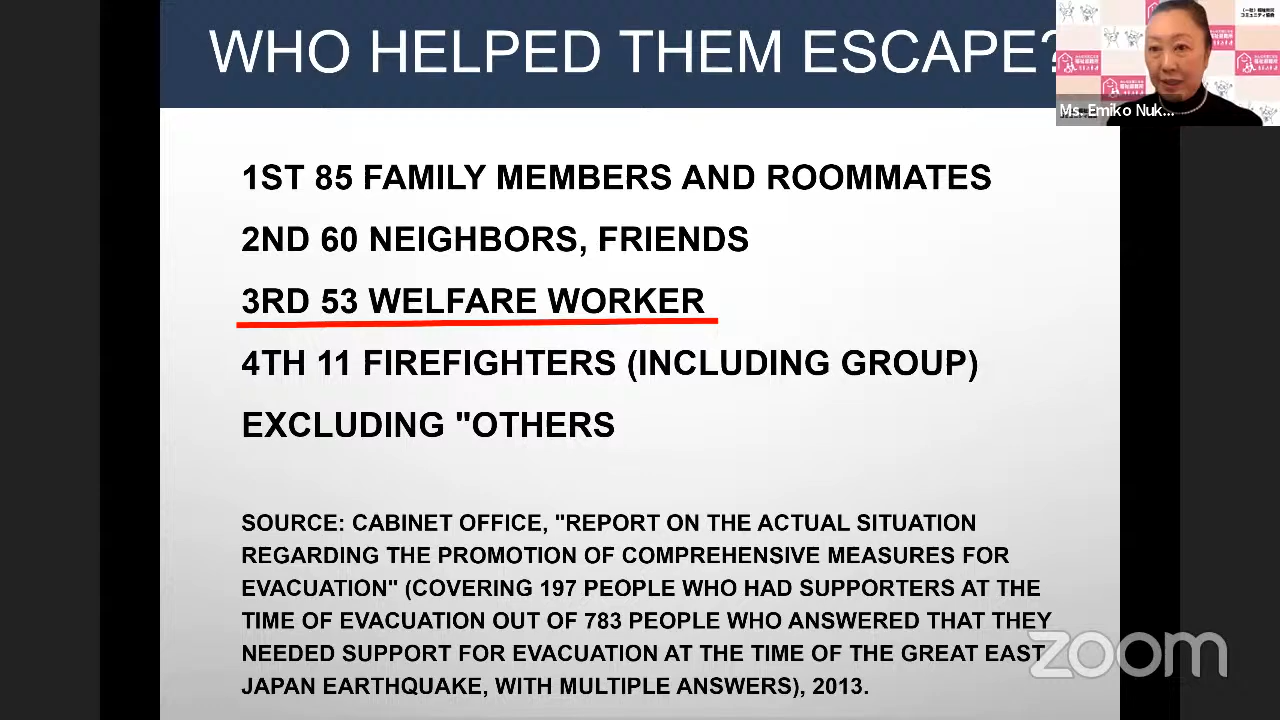 WHO HELPED THEM ESCAPE?
Ms. Emiko Nuk...
1ST 85 FAMILY MEMBERS AND ROOMMATES
2ND 60 NEIGHBORS, FRIENDS
3RD 53 WELFARE WORKER
4TH 11 FIREFIGHTERS (INCLUDING GROUP)
EXCLUDING "OTHERS
SOURCE: CABINET OFFICE, "REPORT ON THE ACTUAL SITUATION
REGARDING THE PROMOTION OF COMPREHENSIVE MEASURES FOR
EVACUATION" (COVERING 197 PEOPLE WHO HAD SUPPORTERS AT THE
TIME OF EVACUATION OUT OF 783 PEOPLE WHO ANSWERED THAT THEY
NEEDED SUPPORT FOR EVACUATION AT THE TIME OF THE GREAT EAST
JAPAN EARTHQUAKE, WITH MULTIPLE ANSWERS), 2013.
zoom